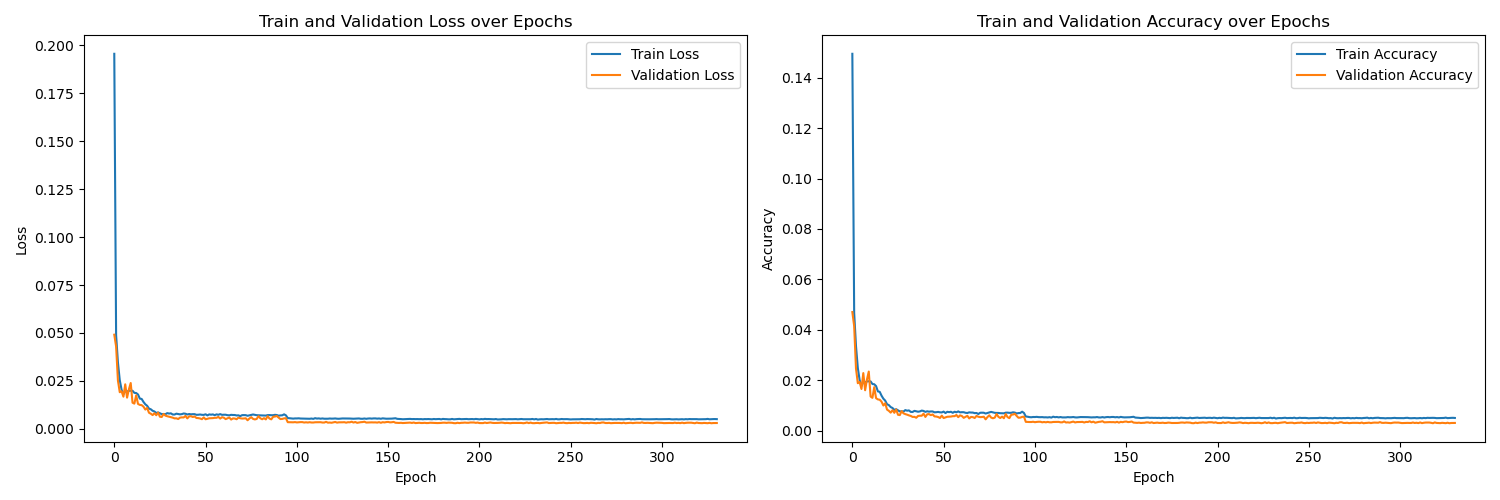 Train and Validation Loss over Epochs
Train Loss
Validation Loss
0.200
0.175
0.150
0.125
0.100
0.075
0.050
0.025
0.000
Loss
0 50 100 150 200 250 300
Epoch
Train and Validation Accuracy over Epochs
Train Accuracy
Validation Accuracy
0.14
0.12
0.10
0.08
0.06
0.04
0.02
0.00
Accuracy
0 50 100 150 200 250 300
Epoch